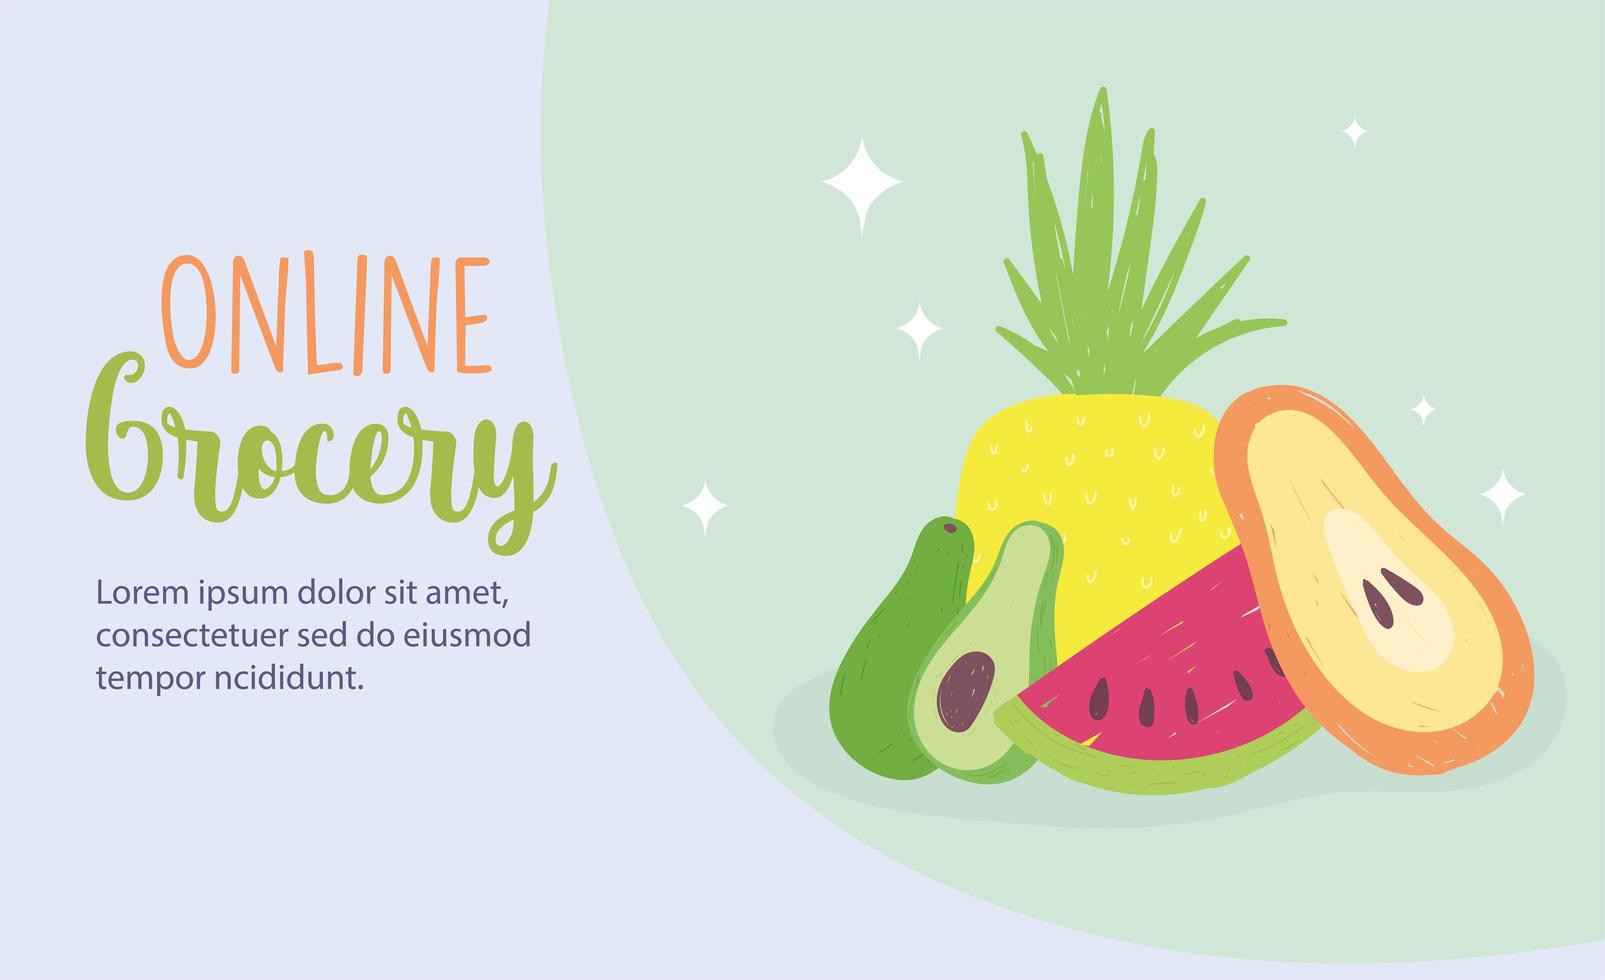 ONLINE
Grocery
Lorem ipsum dolor sit amet,
consectetuer sed do eiusmod
tempor ncididunt.